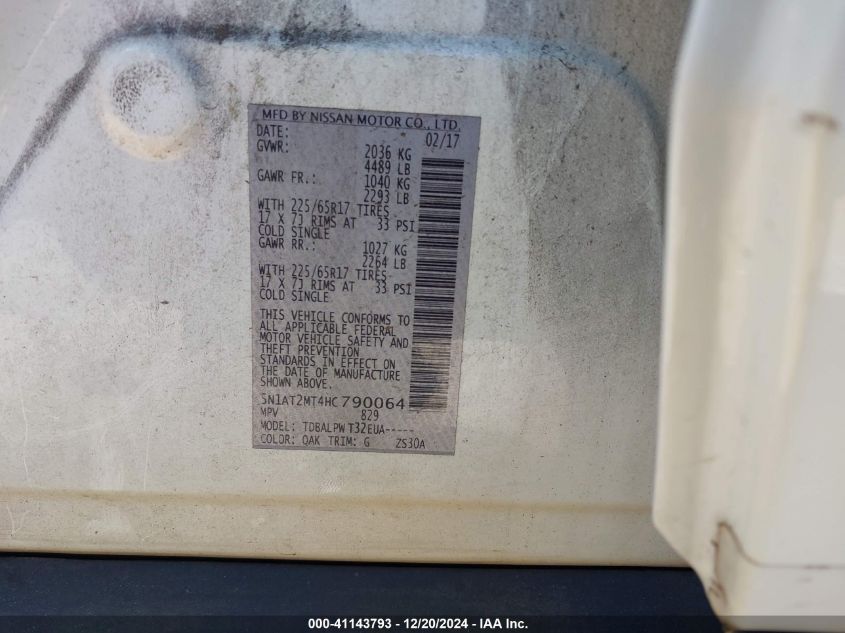 MFD BY NISSAN MOTOR CO., LTD.
DATE: 02/17
GVWR: 2036 KG
4489 LB
GAWR FR.: 1040 KG
2293 LB
WITH 225/65R17 TIRES
17 X 7J RIMS AT 33 PSI
COLD SINGLE
GAWR RR.: 1027 KG
2264 LB
WITH 225/65R17 TIRES
17 X 7J RIMS AT 33 PSI
COLD SINGLE
THIS VEHICLE CONFORMS TO
ALL APPLICABLE FEDERAL
MOTOR VEHICLE SAFETY AND
THEFT PREVENTION
STANDARDS IN EFFECT ON
THE DATE OF MANUFACTURE
SHOWN ABOVE.
5N1AT2MT4HC790064
MPV 829
MODEL: TDBALPW T32EUA-----
COLOR: QAK TRIM: G ZS30A
000-41143793 - 12/20/2024 - IAA Inc.